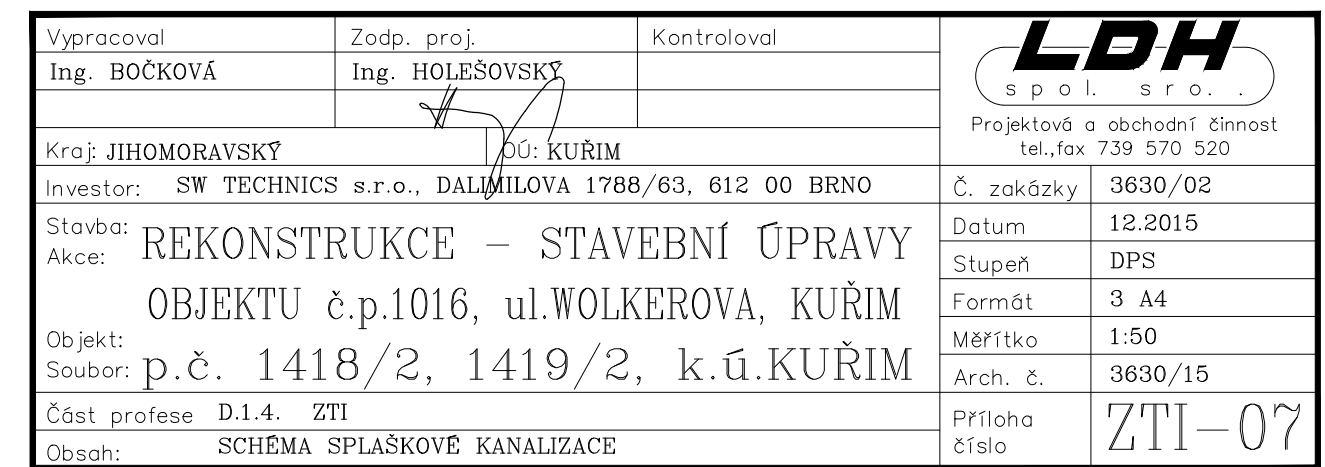 Vypracoval Zodp. proj. Kontroloval
Ing. BOČKOVÁ Ing. HOLEŠOVSKÝ
Kraj: JIHOMORAVSKÝ OÚ: KUŘIM
Investor: SW TECHNICS s.r.o., DALIMILOVA 1788/63, 612 00 BRNO
Stavba:
Akce:
REKONSTRUKCE – STAVEBNÍ ÚPRAVY
OBJEKTU č.p.1016, ul.WOLKEROVA, KUŘIM
Objekt:
Soubor: p.č. 1418/2, 1419/2, k.ú.KUŘIM
Část profese D.1.4. ZTI
Obsah: SCHÉMA SPLAŠKOVÉ KANALIZACE
LDH
spol. sro. .
Projektová a obchodní činnost
tel.,fax 739 570 520
Č. zakázky 3630/02
Datum 12.2015
Stupeň DPS
Formát 3 A4
Měřítko 1:50
Arch. č. 3630/15
Příloha
číslo
ZTI–07